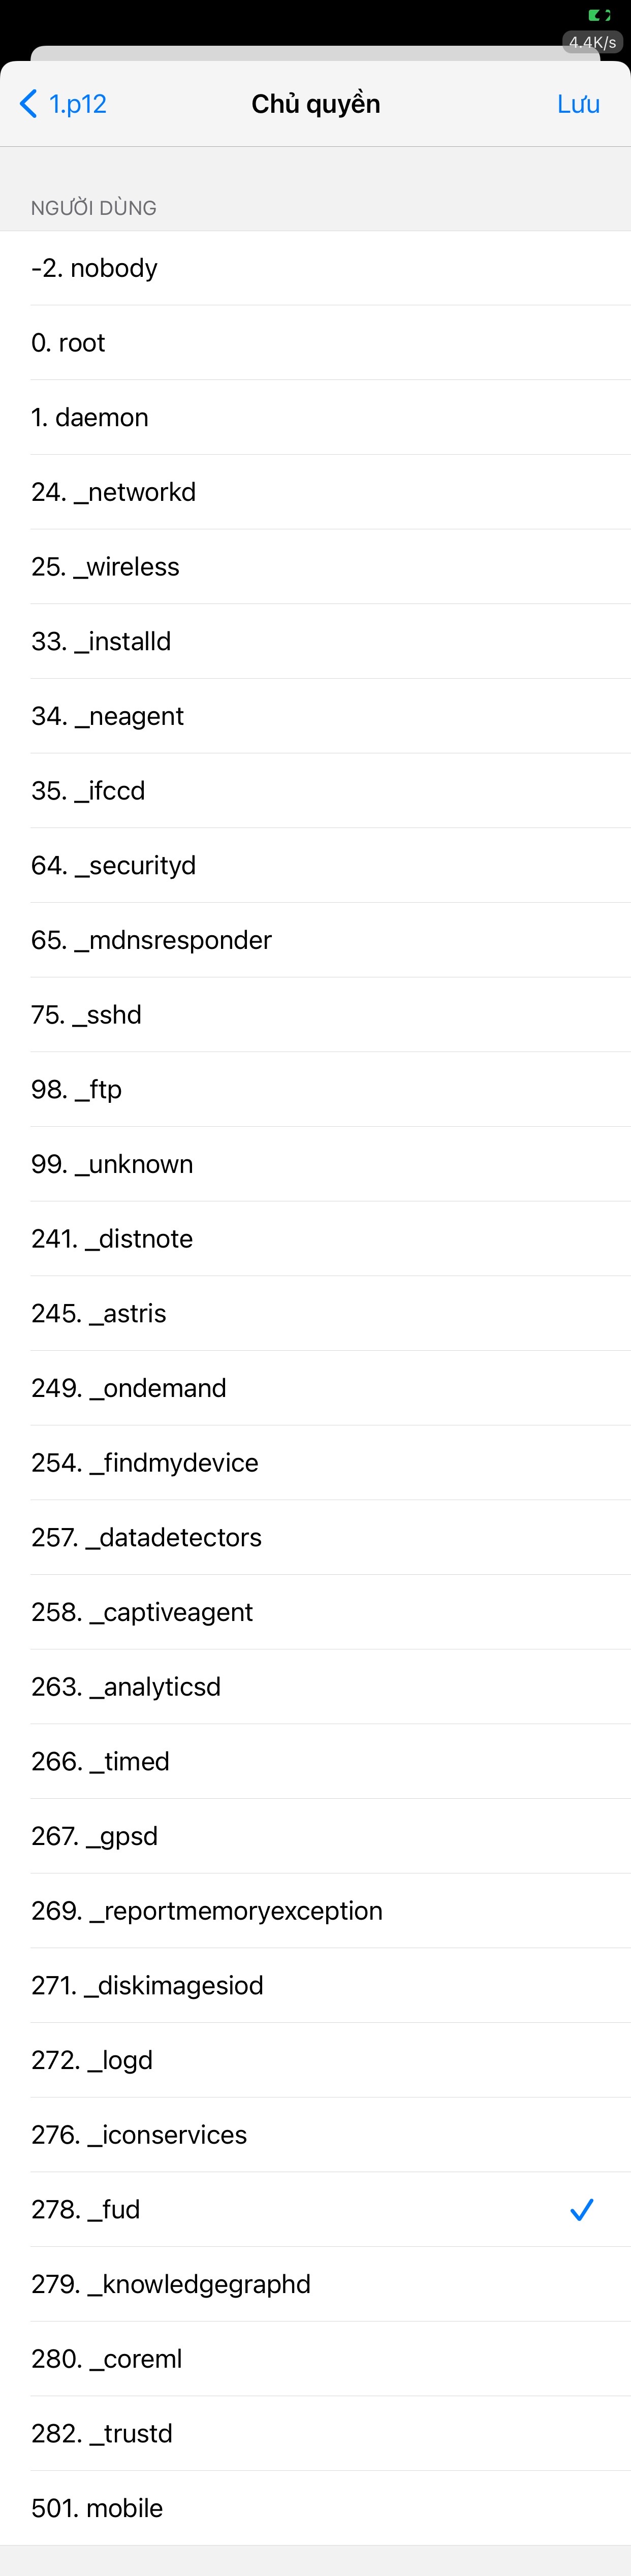 4.4K/s
1.p12
Chủ quyền
Lưu
NGƯỜI DÙNG
-2. nobody
0. root
1. daemon
24. _networkd
25. _wireless
33. _installd
34. _neagent
35. _ifccd
64. _securityd
65. _mdnsresponder
75. _sshd
98. _ftp
99. _unknown
241. _distnote
245. _astris
249. _ondemand
254. _findmydevice
257. _datadetectors
258. _captiveagent
263. _analyticsd
266. _timed
267. _gpsd
269. _reportmemoryexception
271. _diskimagesiod
272. _logd
276. _iconservices
278. _fud
279. _knowledgegraphd
280. _coreml
282. _trustd
501. mobile